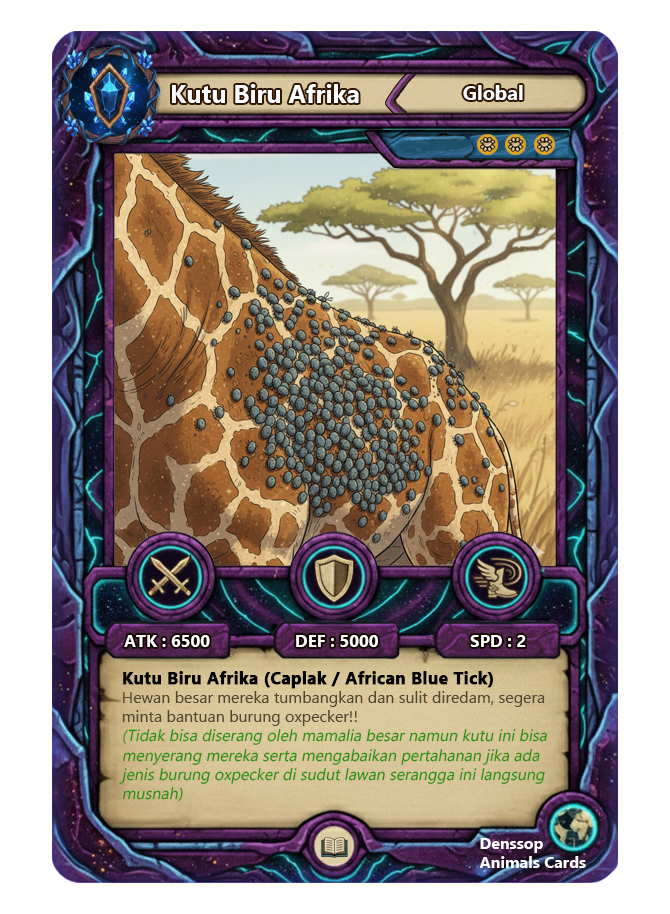 Kutu Biru Afrika
Global
ATK : 6500
DEF : 5000
SPD : 2
Kutu Biru Afrika (Caplak / African Blue Tick)
Hewan besar mereka tumbangkan dan sulit diredam, segera
minta bantuan burung oxpecker!!
(Tidak bisa diserang oleh mamalia besar namun kutu ini bisa
menyerang mereka serta mengabaikan pertahanan jika ada
jenis burung oxpecker di sudut lawan serangga ini langsung
musnah)
Denssop
Animals Cards